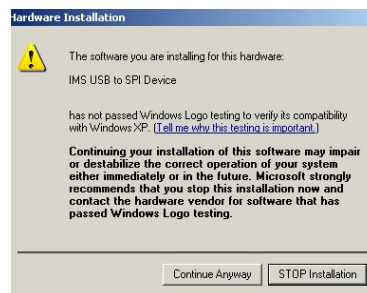 Hardware Installation
The software you are installing for this hardware:
IMS USB to SPI Device
has not passed Windows Logo testing to verify its compatibility
with Windows XP. (Tell me why this testing is important.)
Continuing your installation of this software may impair
or destabilize the correct operation of your system
either immediately or in the future. Microsoft strongly
recommends that you stop this installation now and
contact the hardware vendor for software that has
passed Windows Logo testing.
Continue Anyway
STOP Installation